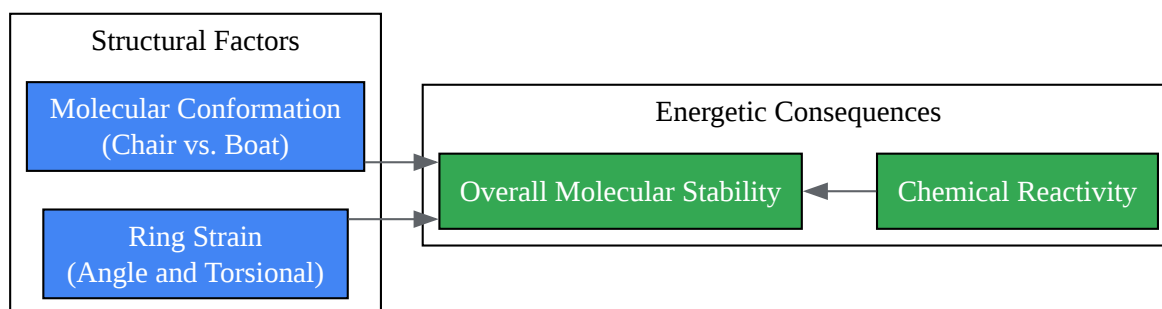 Structural Factors
Molecular Conformation
(Chair vs. Boat)
Ring Strain
(Angle and Torsional)
Energetic Consequences
Overall Molecular Stability
Chemical Reactivity